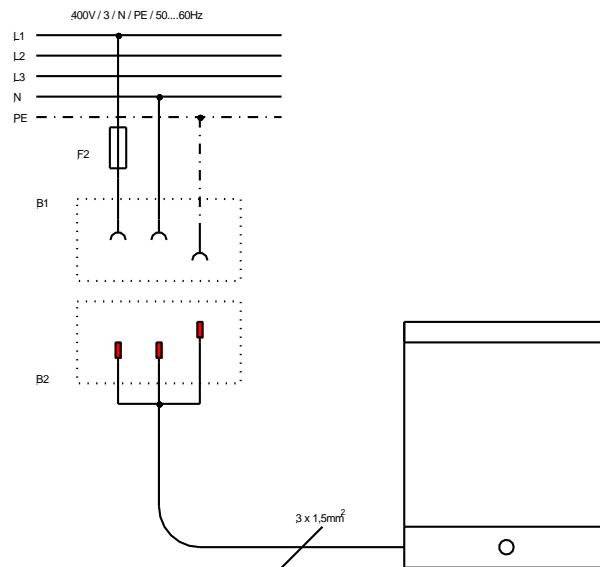 400V / 3 / N / PE / 50....60Hz
L1
L2
L3
N
PE
F2
B1
B2
3 x 1,5mm²